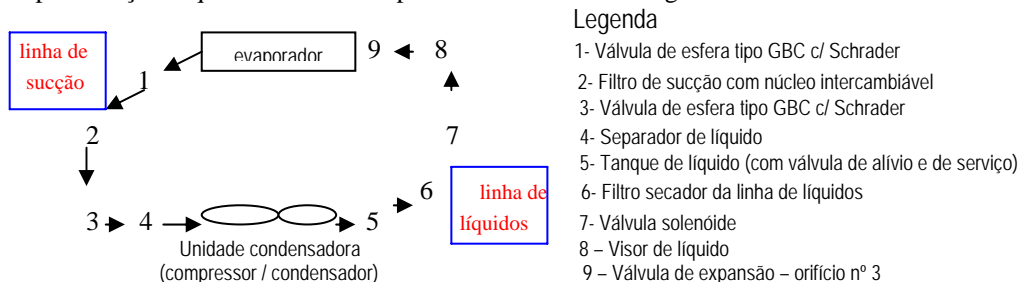 Legenda
linha de
sucção
1
evaporador
9
8
2
7
3
4
5
6
linha de
líquidos
Unidade condensadora
(compressor / condensador)
1- Válvula de esfera tipo GBC c/ Schrader
2- Filtro de sucção com núcleo intercambiável
3- Válvula de esfera tipo GBC c/ Schrader
4- Separador de líquido
5- Tanque de líquido (com válvula de alívio e de serviço)
6- Filtro secador da linha de líquidos
7- Válvula solenóide
8 – Visor de líquido
9 – Válvula de expansão – orifício nº 3